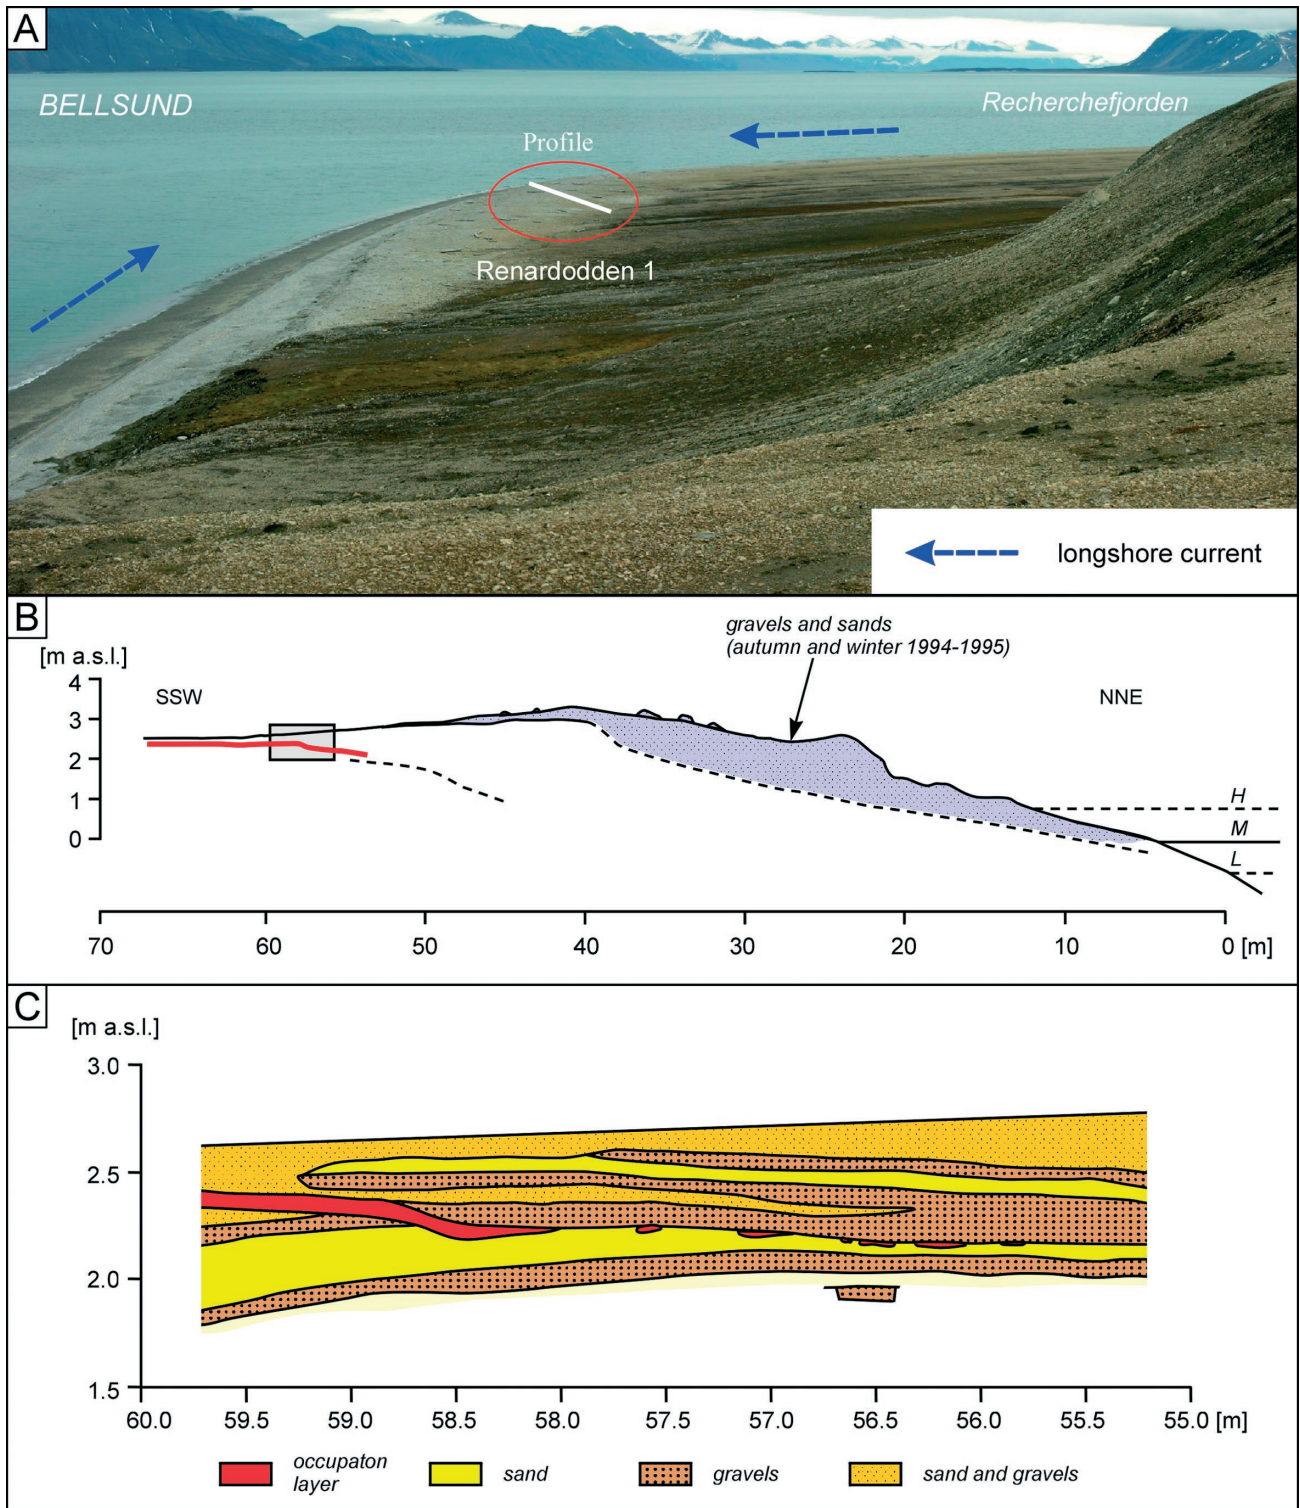 A
BELLSUND
Recherchefjorden
Profile
Renardodden 1
longshore current
B
gravels and sands
(autumn and winter 1994-1995)
[m a.s.l.]
4
SSW
NNE
3
2
1
H
0
M
L
70
60
50
40
30
20
10
0 [m]
C
[m a.s.l.]
3.0
2.5
2.0
1.5
60.0
59.5
59.0
58.5
58.0
57.5
57.0
56.5
56.0
55.5
55.0 [m]
occupaton
layer
sand
gravels
sand and gravels